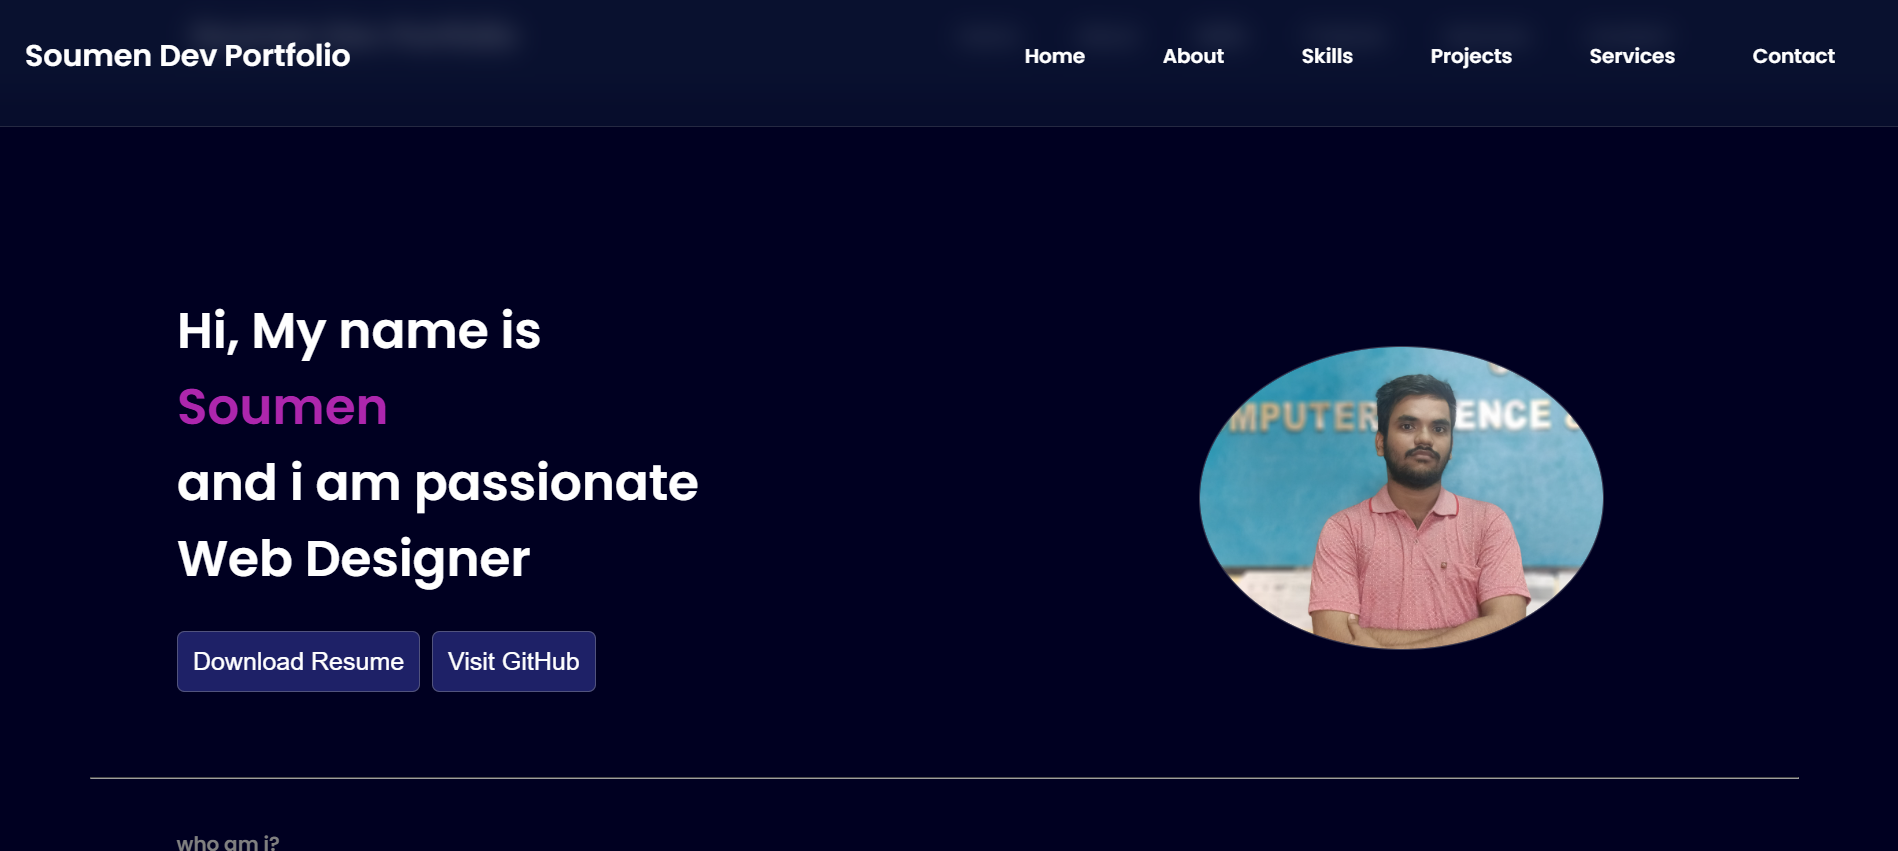 Soumen Dev Portfolio
Home About Skills Projects Services Contact
Hi, My name is
Soumen
and i am passionate
Web Designer
MPUTER ENCE
Download Resume
Visit GitHub
who am i?